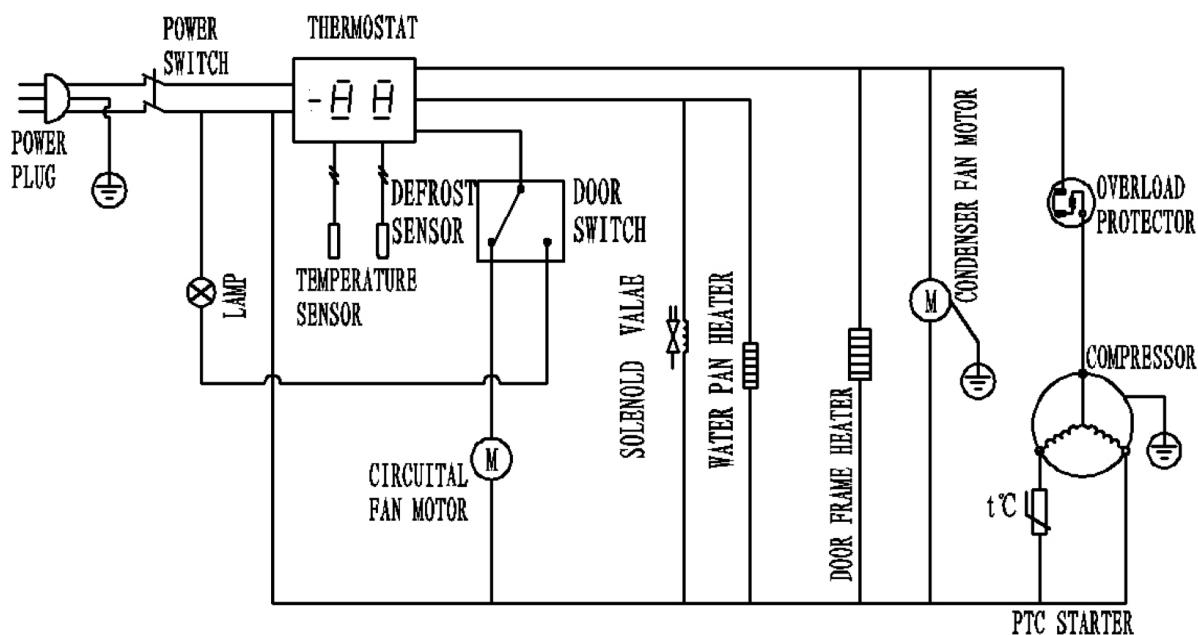 POWER
SWITCH
THERMOSTAT
-88
POWER
PLUG
DEFROST
SENSOR
DOOR
SWITCH
TEMPERATURE
SENSOR
LAMP
CIRCUITAL
FAN MOTOR
M
SOLENOLD VALAE
WATER PAN HEATER
DOOR FRAME HEATER
CONDENSER FAN MOTOR
M
OVERLOAD
PROTECTOR
COMPRESSOR
t℃
PTC STARTER